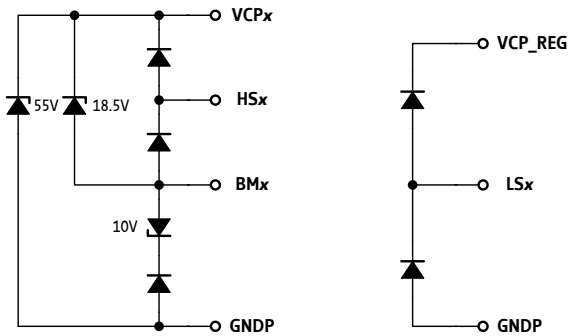 VCPx
VCP_REG
55V
18.5V
HSx
BMx
LSx
10V
GNDP
GNDP